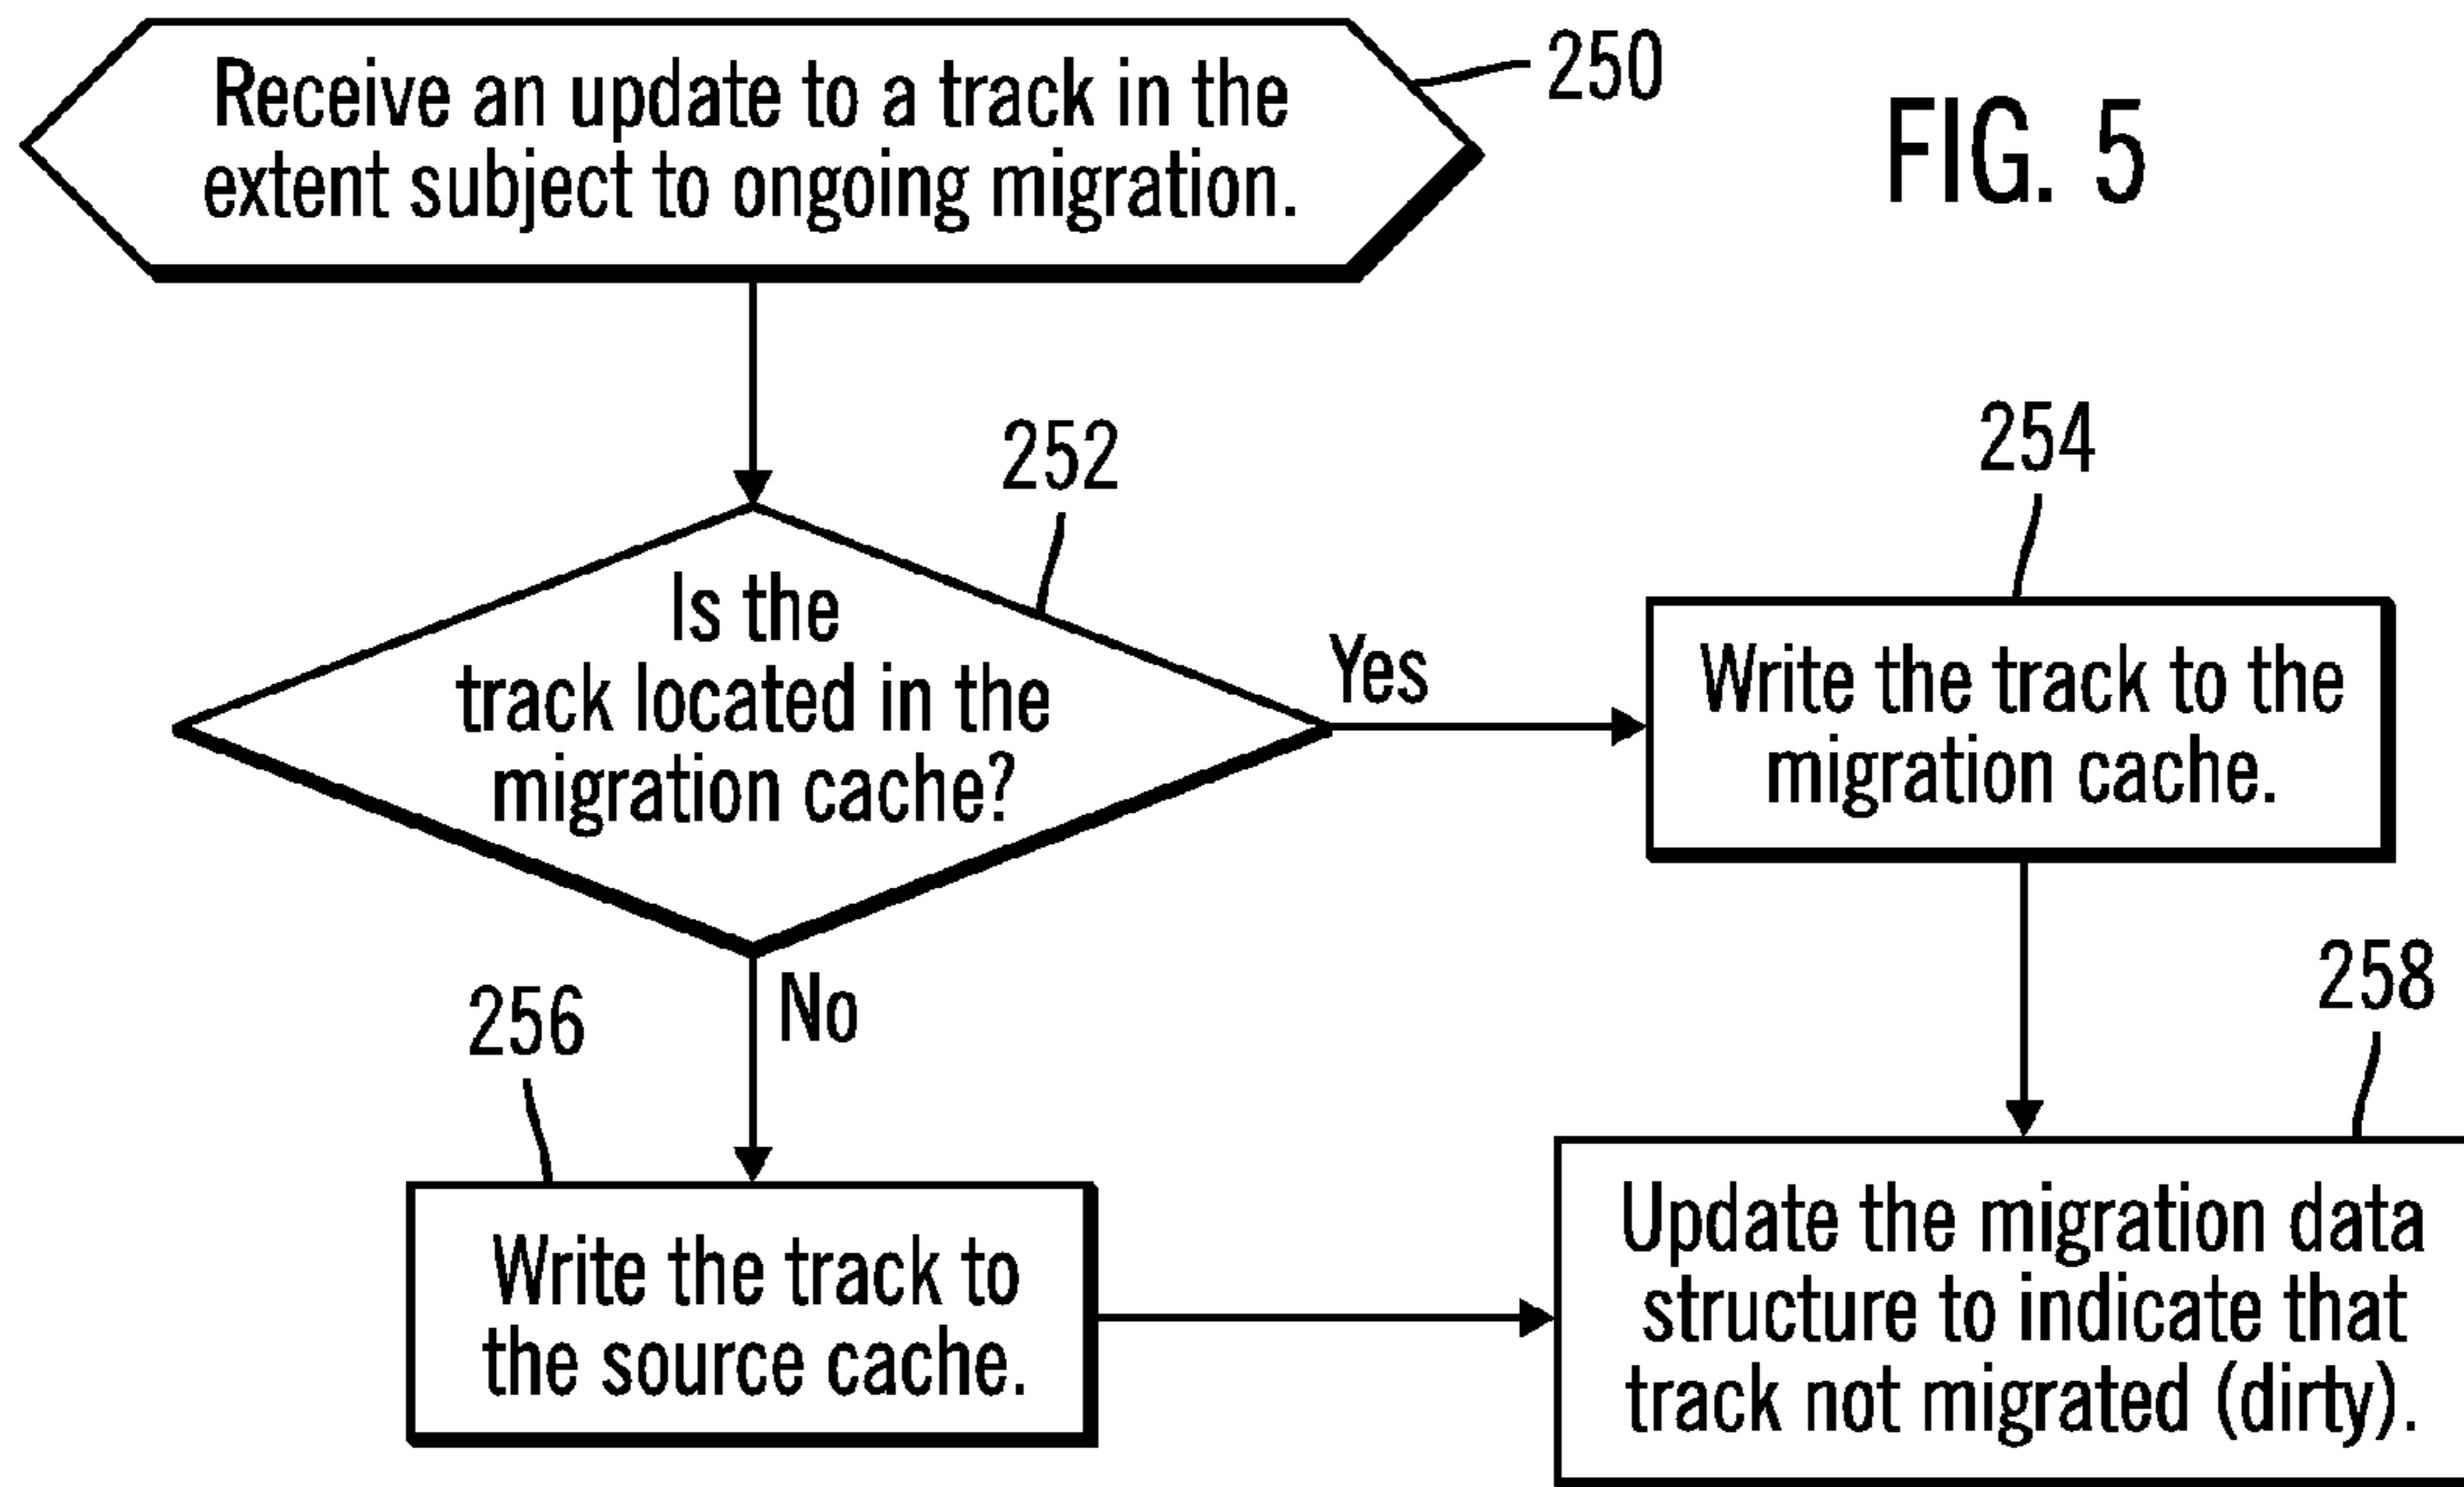 Receive an update to a track in the
extent subject to ongoing migration.
250
FIG. 5
252
Is the
track located in the
migration cache?
Yes
254
Write the track to the
migration cache.
No
256
Write the track to
the source cache.
258
Update the migration data
structure to indicate that
track not migrated (dirty).